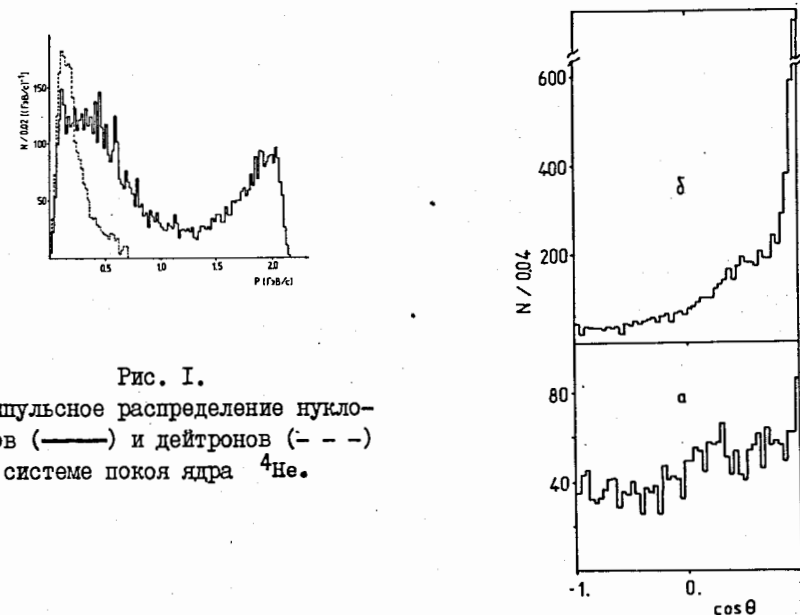 N / 0.02 [(ГэВ/c)⁻¹]
150
100
50
0.5 1.0 1.5 2.0
P (ГэВ/c)
Рис. I.
пульсное распределение нукло-
ов (———) и дейтронов (- - -)
системе покоя ядра ⁴He.
N / 0.04
600
400
200
δ
80
40
a
-1. 0.
cos θ